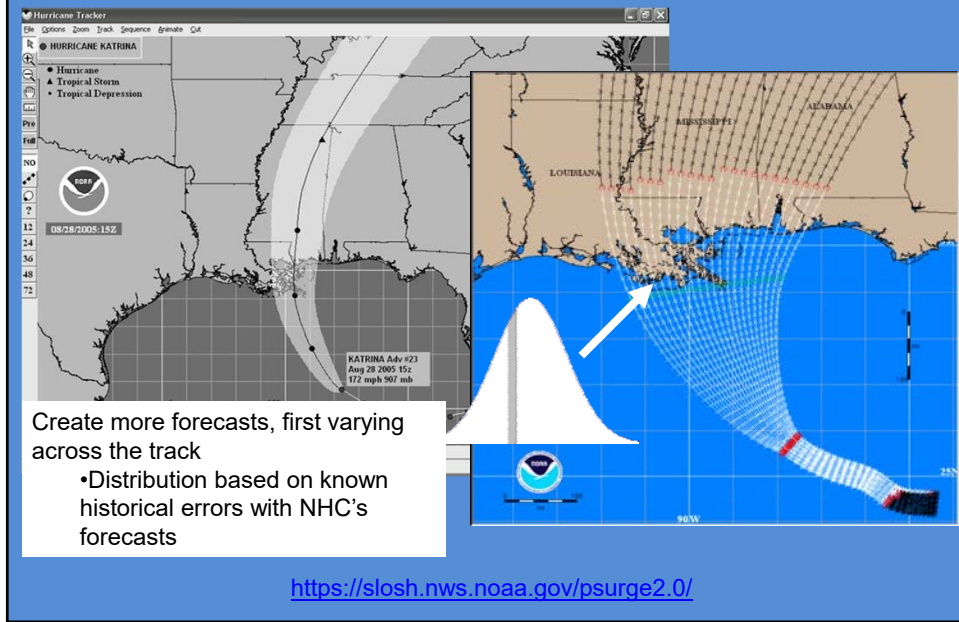 Hurricane Tracker
File Options Zoom Track Sequence Animate Cut
HURRICANE KATRINA
Hurricane
Tropical Storm
Tropical Depression
Pre
Full
NO
?
12
24
36
48
72
NOAA
08/28/2005:15Z
KATRINA Adv #23
Aug 28 2005 15z
172 mph 907 mb
LOUISIANA
MISSISSIPPI
ALABAMA
NOAA
90W
25N
Create more forecasts, first varying
across the track
•Distribution based on known
historical errors with NHC’s
forecasts
https://slosh.nws.noaa.gov/psurge2.0/